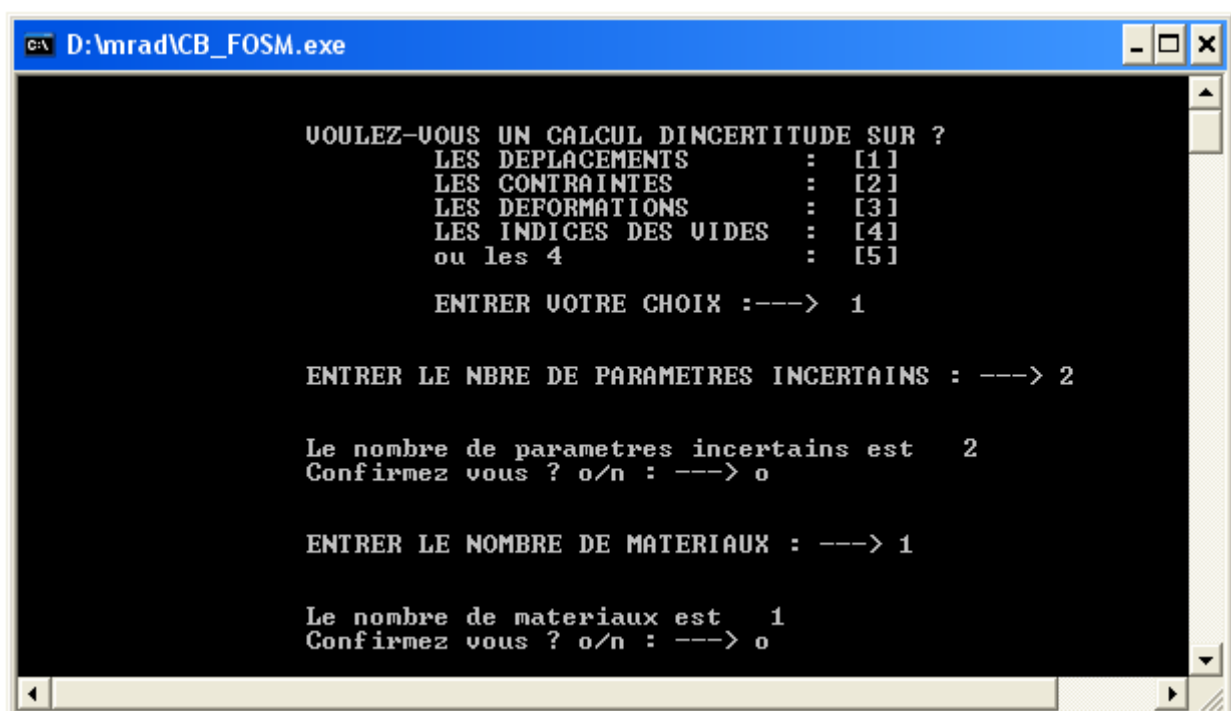 D:\mrad\CB_FOSM.exe
VOULEZ-VOUS UN CALCUL DINCERTITUDE SUR ?
LES DEPLACEMENTS : [1]
LES CONTRAINTES : [2]
LES DEFORMATIONS : [3]
LES INDICES DES VIDES : [4]
ou les 4 : [5]
ENTRER VOTRE CHOIX :---> 1
ENTRER LE NBRE DE PARAMETRES INCERTAINS : ---> 2
Le nombre de parametres incertains est 2
Confirmez vous ? o/n : ---> o
ENTRER LE NOMBRE DE MATERIAUX : ---> 1
Le nombre de materiaux est 1
Confirmez vous ? o/n : ---> o